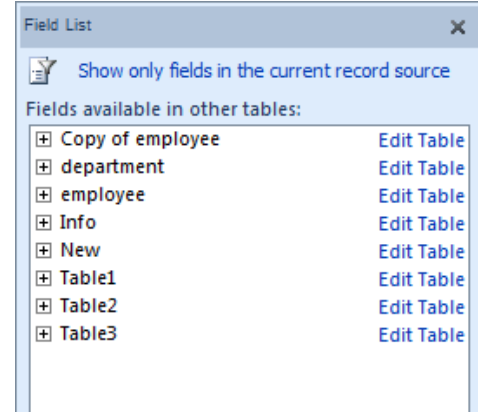 Field List
Show only fields in the current record source
Fields available in other tables:
Copy of employee Edit Table
department Edit Table
employee Edit Table
Info Edit Table
New Edit Table
Table1 Edit Table
Table2 Edit Table
Table3 Edit Table